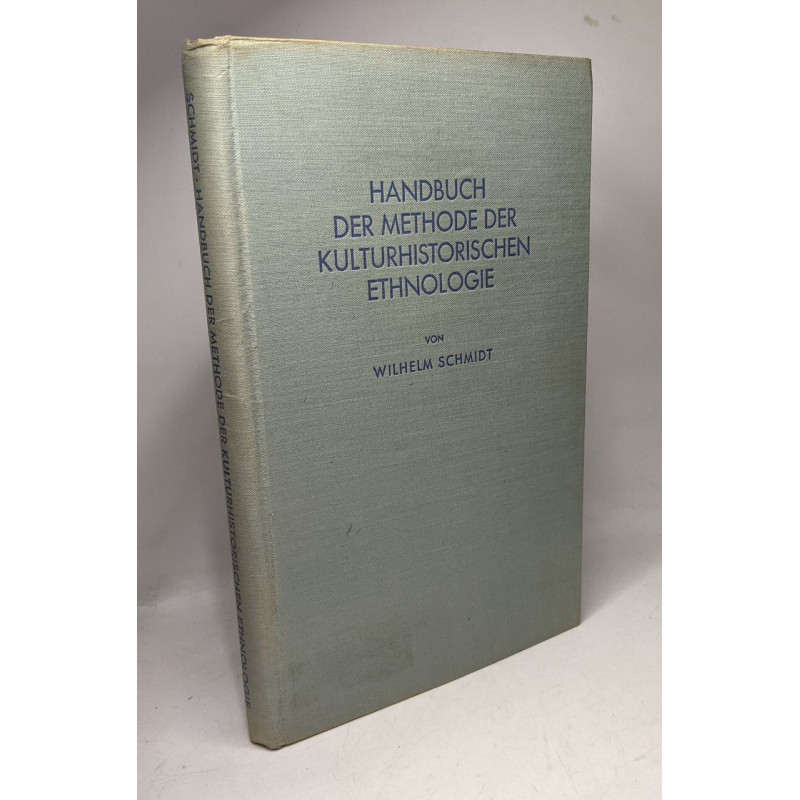 HANDBUCH
DER METHODE DER
KULTURHISTORISCHEN
ETHNOLOGIE
VON
WILHELM SCHMIDT
SCHMIDT · HANDBUCH DER METHODE DER KULTURHISTORISCHEN ETHNOLOGIE